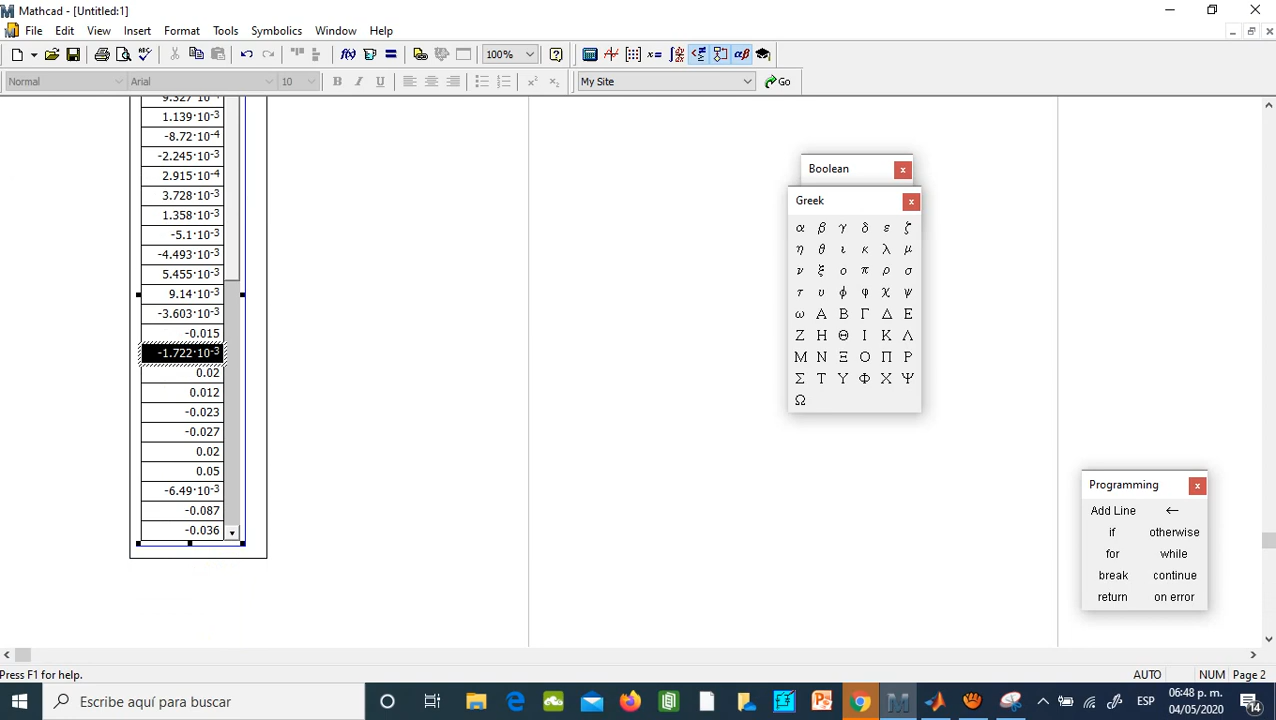 Mathcad - [Untitled:1]
File Edit View Insert Format Tools Symbolics Window Help
100%
Normal Arial 10 B I U My Site Go
9.327·10-4
1.139·10-3
-8.72·10-4
-2.245·10-3
2.915·10-4
3.728·10-3
1.358·10-3
-5.1·10-3
-4.493·10-3
5.455·10-3
9.14·10-3
-3.603·10-3
-0.015
-1.722·10-3
0.02
0.012
-0.023
-0.027
0.02
0.05
-6.49·10-3
-0.087
-0.036
Boolean x
Greek x
α β γ δ ε ζ
η θ ι κ λ μ
ν ξ ο π ρ σ
τ υ ϕ φ χ ψ
ω Α Β Γ Δ Ε
Ζ Η Θ Ι Κ Λ
Μ Ν Ξ Ο Π Ρ
Σ Τ Υ Φ Χ Ψ
Ω
Programming x
Add Line ←
if otherwise
for while
break continue
return on error
Press F1 for help. AUTO NUM Page 2
Escribe aquí para buscar
ESP
06:48 p. m.
04/05/2020
14